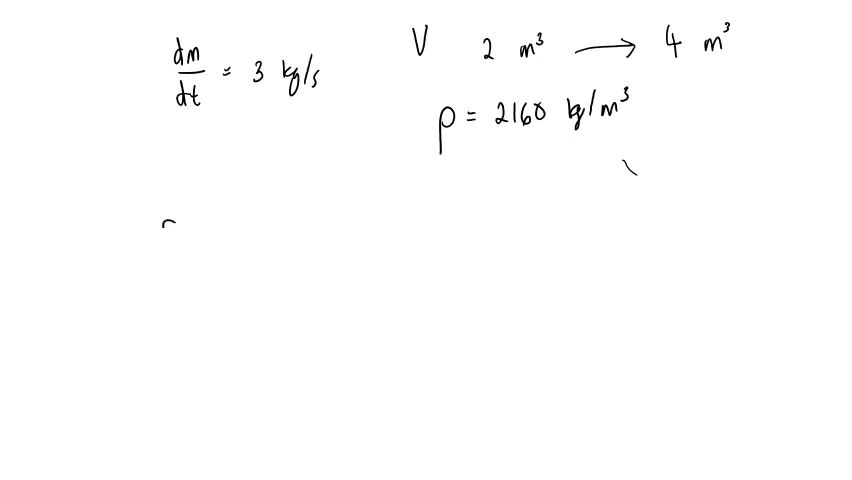 dm/dt = 3 kg/s
V 2 m³ → 4 m³
ρ = 2160 kg/m³